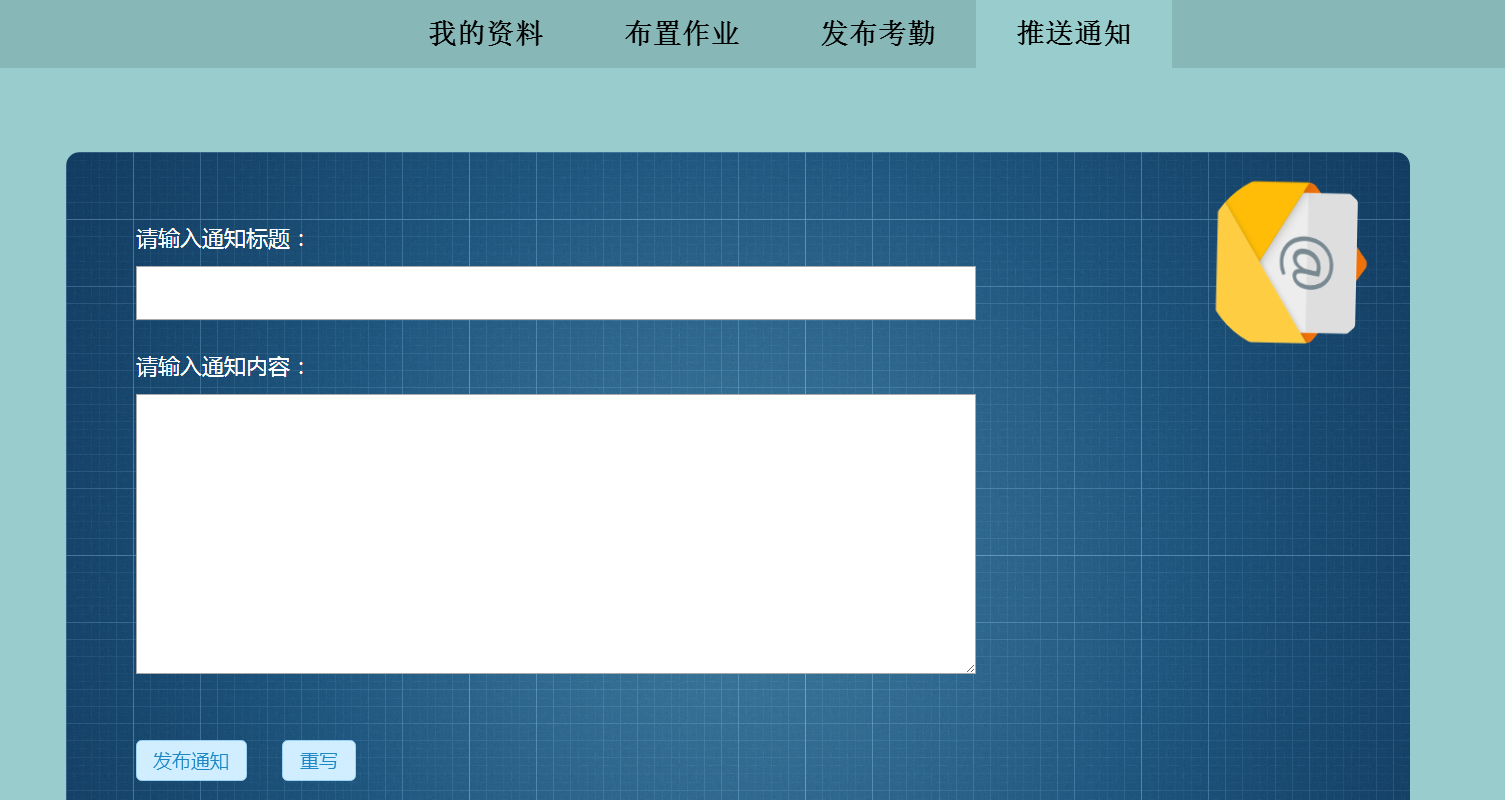 我的资料 布置作业 发布考勤 推送通知
@
请输入通知标题：
请输入通知内容：
发布通知 重写